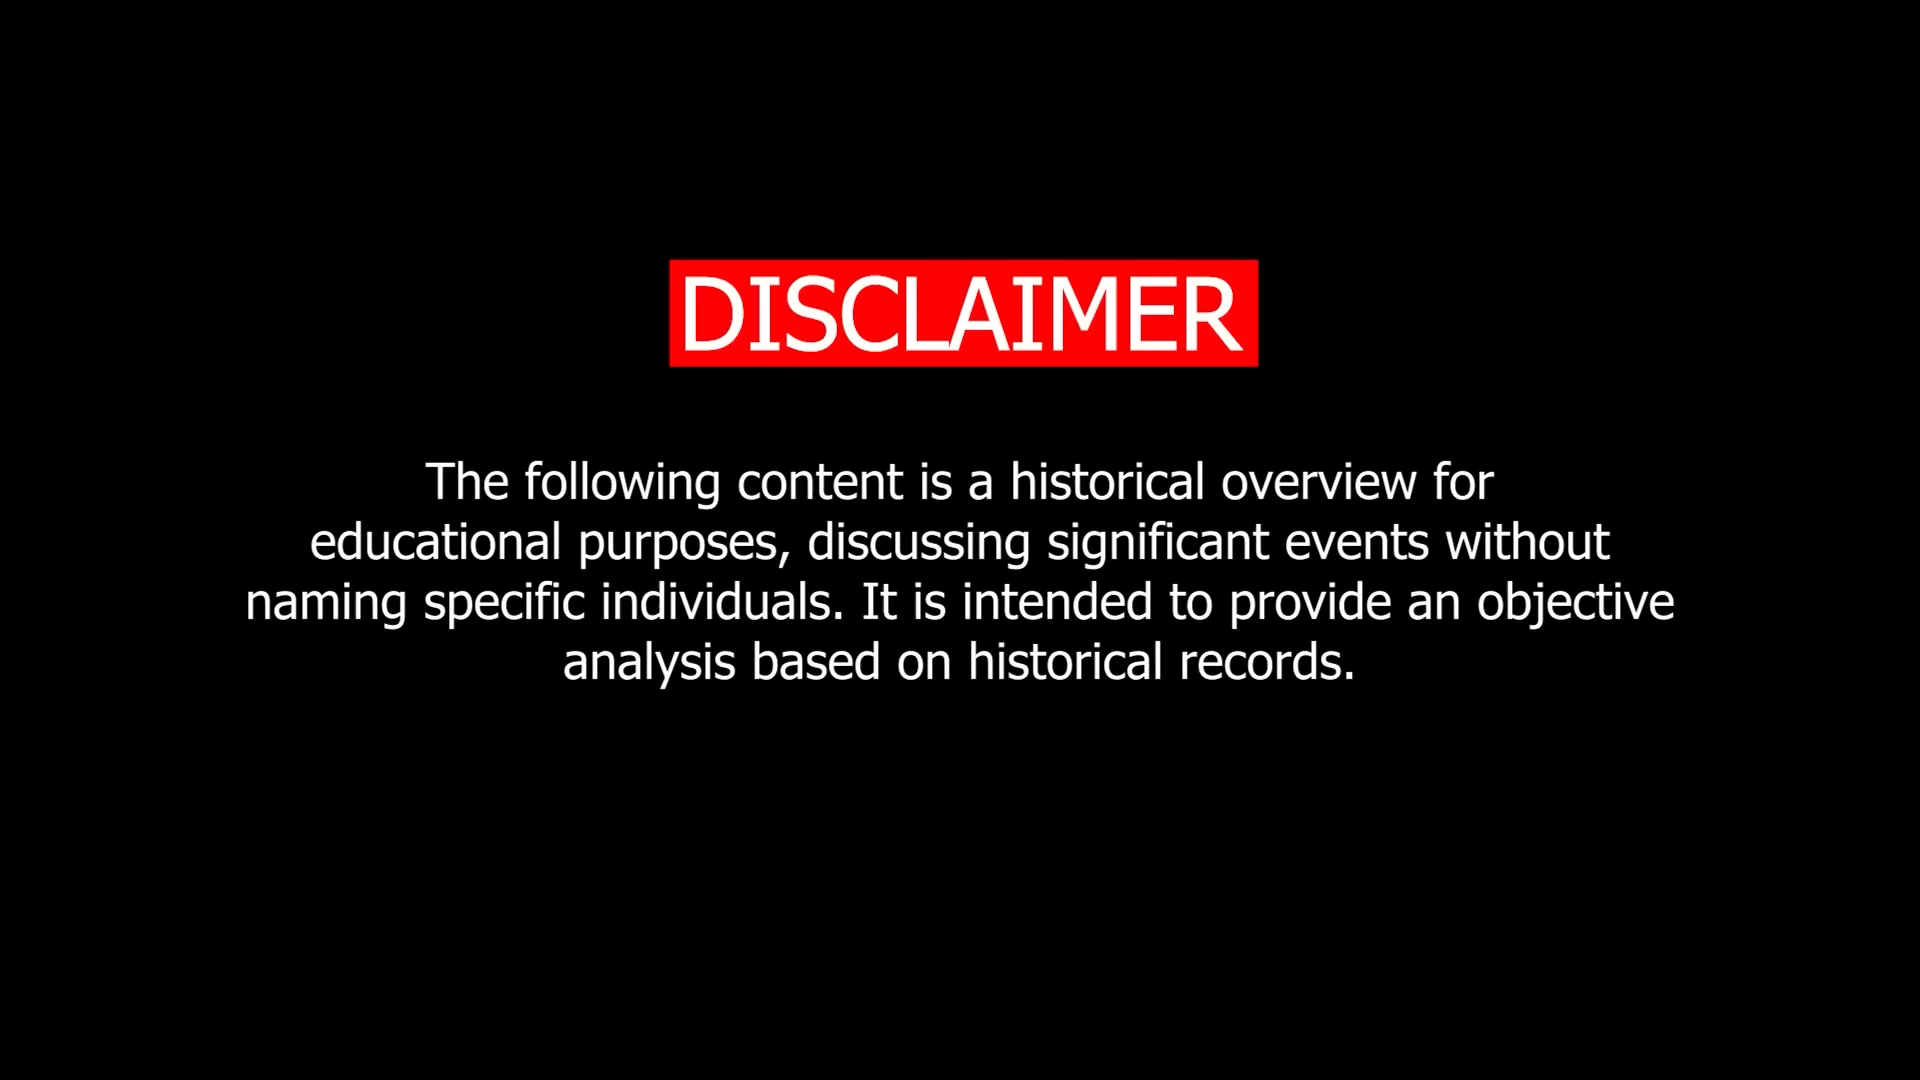 DISCLAIMER
The following content is a historical overview for
educational purposes, discussing significant events without
naming specific individuals. It is intended to provide an objective
analysis based on historical records.